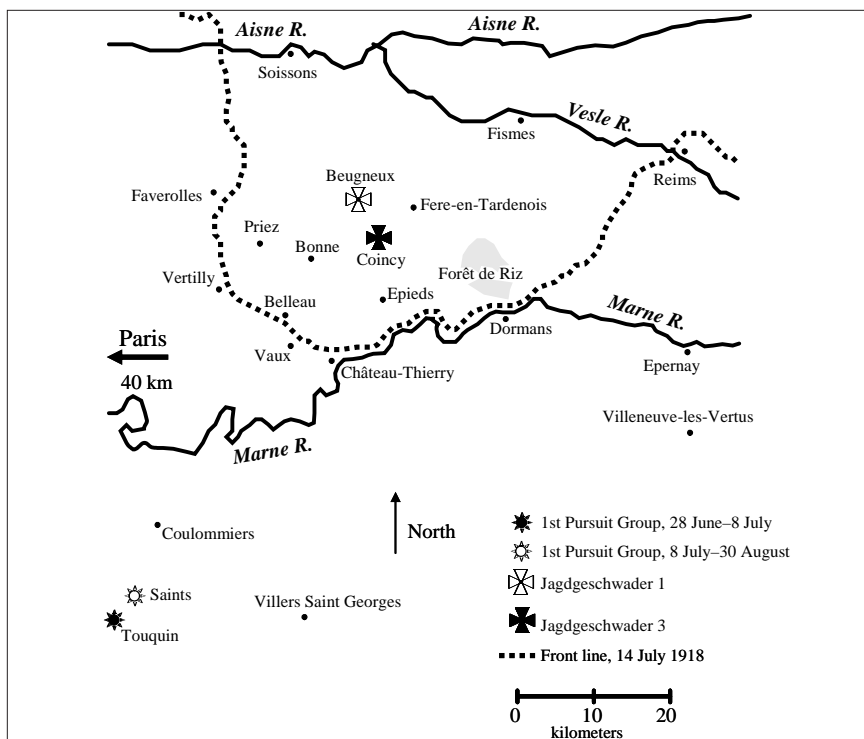 Aisne R.
Aisne R.
Soissons
Vesle R.
Fismes
Reims
Beugneux
Faverolles
Fere-en-Tardenois
Priez
Bonne
Coincy
Forêt de Riz
Vertilly
Epieds
Belleau
Marne R.
Dormans
Paris
Vaux
Château-Thierry
Epernay
40 km
Villeneuve-les-Vertus
Marne R.
Coulommiers
North
1st Pursuit Group, 28 June–8 July
1st Pursuit Group, 8 July–30 August
Jagdgeschwader 1
Saints
Villers Saint Georges
Touquin
Jagdgeschwader 3
Front line, 14 July 1918
0 10 20
kilometers